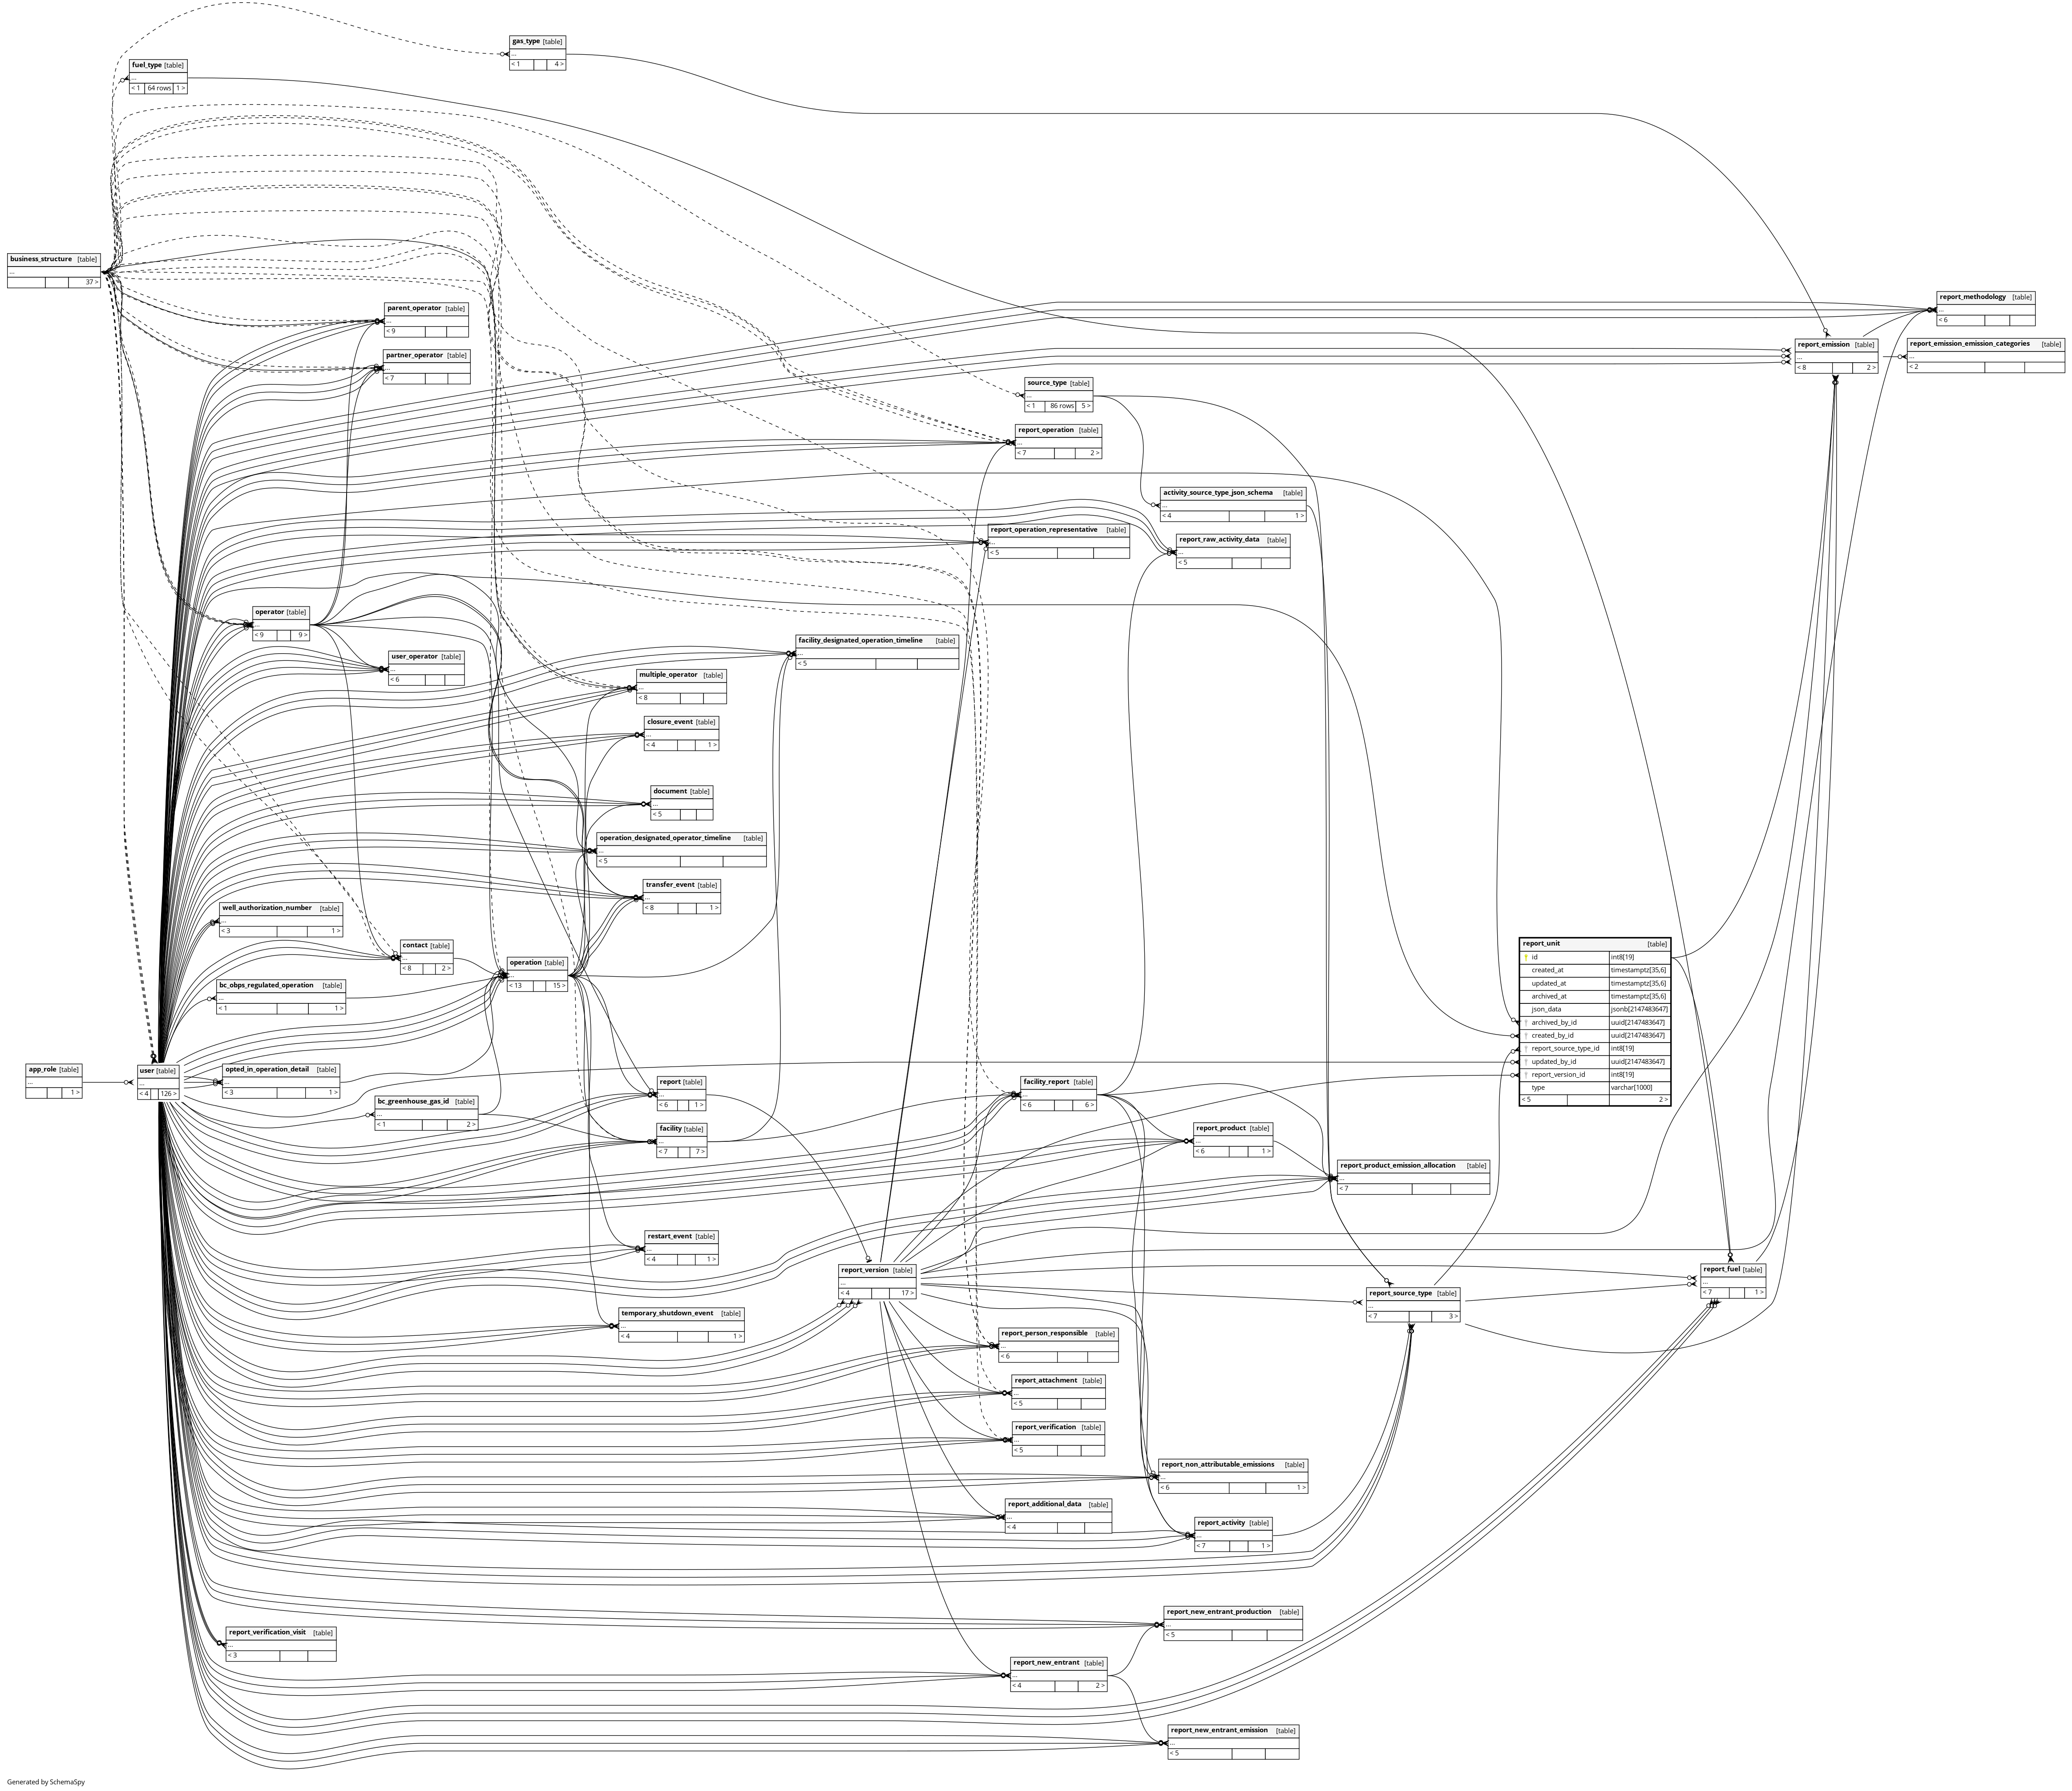 gas_type [table]
...
< 1 4 >
fuel_type [table]
...
< 1 64 rows 1 >
business_structure [table]
...
37 >
parent_operator [table]
...
< 9
report_methodology [table]
...
< 6
report_emission [table]
...
< 8 2 >
report_emission_emission_categories [table]
...
< 2
partner_operator [table]
...
< 7
source_type [table]
...
< 1 86 rows 5 >
report_operation [table]
...
< 7 2 >
activity_source_type_json_schema [table]
...
< 4 1 >
report_operation_representative [table]
...
< 5
report_raw_activity_data [table]
...
< 5
operator [table]
...
< 9 9 >
facility_designated_operation_timeline [table]
...
< 5
user_operator [table]
...
< 6
multiple_operator [table]
...
< 8
closure_event [table]
...
< 4 1 >
document [table]
...
< 5
operation_designated_operator_timeline [table]
...
< 5
transfer_event [table]
...
< 8 1 >
well_authorization_number [table]
...
< 3 1 >
contact [table]
...
< 8 2 >
operation [table]
...
< 13 15 >
report_unit [table]
id int8[19]
created_at timestamptz[35,6]
updated_at timestamptz[35,6]
archived_at timestamptz[35,6]
json_data jsonb[2147483647]
archived_by_id uuid[2147483647]
created_by_id uuid[2147483647]
report_source_type_id int8[19]
updated_by_id uuid[2147483647]
report_version_id int8[19]
type varchar[1000]
< 5 2 >
bc_obps_regulated_operation [table]
...
< 1 1 >
app_role [table]
...
1 >
user [table]
...
< 4 126 >
opted_in_operation_detail [table]
...
< 3 1 >
bc_greenhouse_gas_id [table]
...
< 1 2 >
report [table]
...
< 6 1 >
facility_report [table]
...
< 6 6 >
facility [table]
...
< 7 7 >
report_product [table]
...
< 6 1 >
report_product_emission_allocation [table]
...
< 7
restart_event [table]
...
< 4 1 >
report_version [table]
...
< 4 17 >
report_source_type [table]
...
< 7 3 >
report_fuel [table]
...
< 7 1 >
temporary_shutdown_event [table]
...
< 4 1 >
report_person_responsible [table]
...
< 6
report_attachment [table]
...
< 5
report_verification [table]
...
< 5
report_non_attributable_emissions [table]
...
< 6 1 >
report_additional_data [table]
...
< 4
report_activity [table]
...
< 7 1 >
report_new_entrant_production [table]
...
< 5
report_verification_visit [table]
...
< 3
report_new_entrant [table]
...
< 4 2 >
report_new_entrant_emission [table]
...
< 5
Generated by SchemaSpy